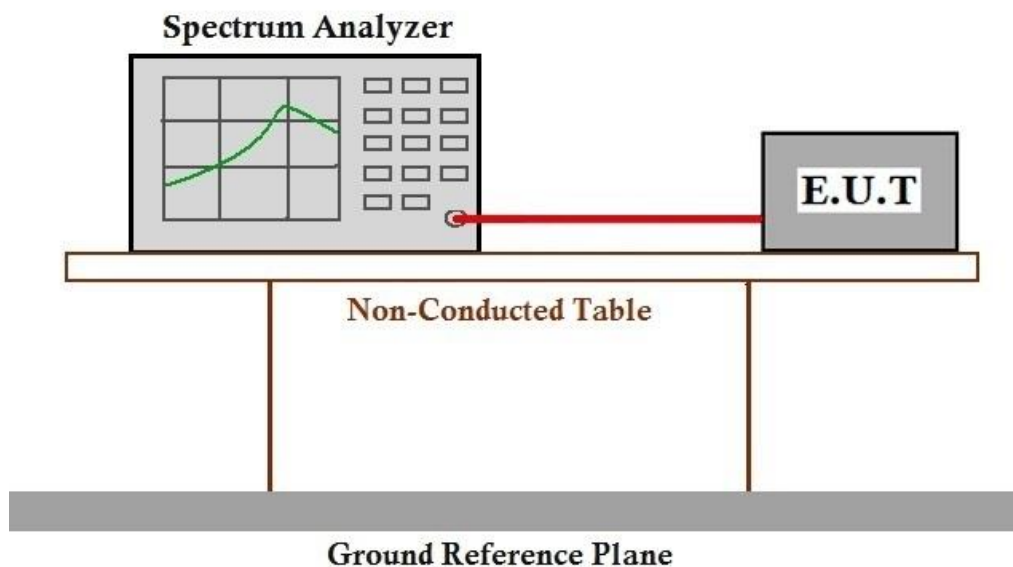 Spectrum Analyzer
E.U.T
Non-Conducted Table
Ground Reference Plane